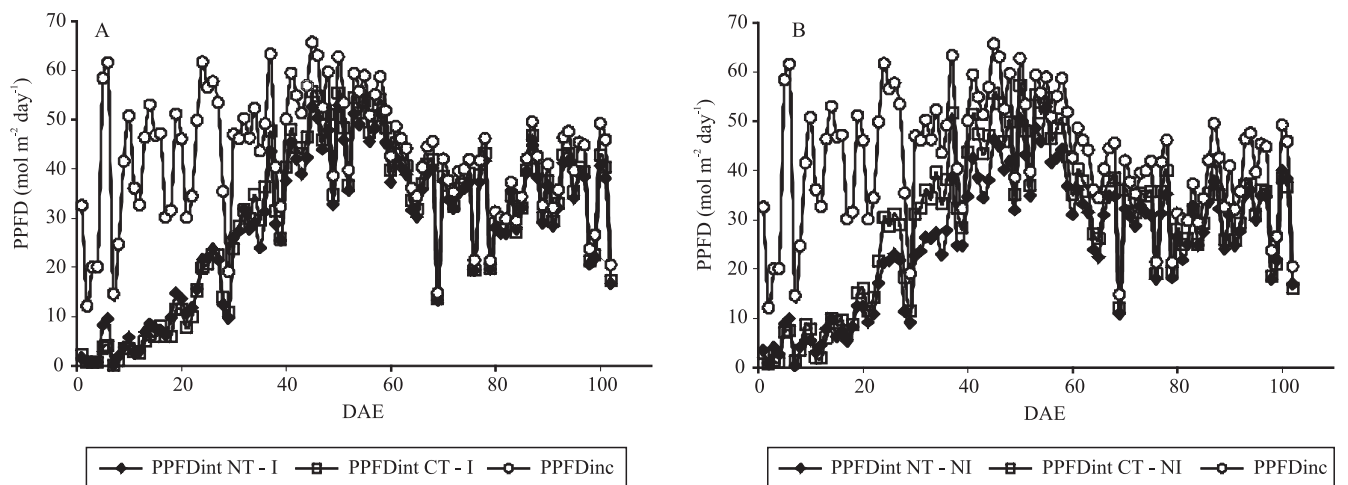 A
PPFD (mol m-2 day-1)
70
60
50
40
30
20
10
0
0 20 40 60 80 100
DAE
PPFDint NT - I PPFDint CT - I PPFDinc
B
PPFD (mol m-2 day-1)
70
60
50
40
30
20
10
0
0 20 40 60 80 100
DAE
PPFDint NT - NI PPFDint CT - NI PPFDinc